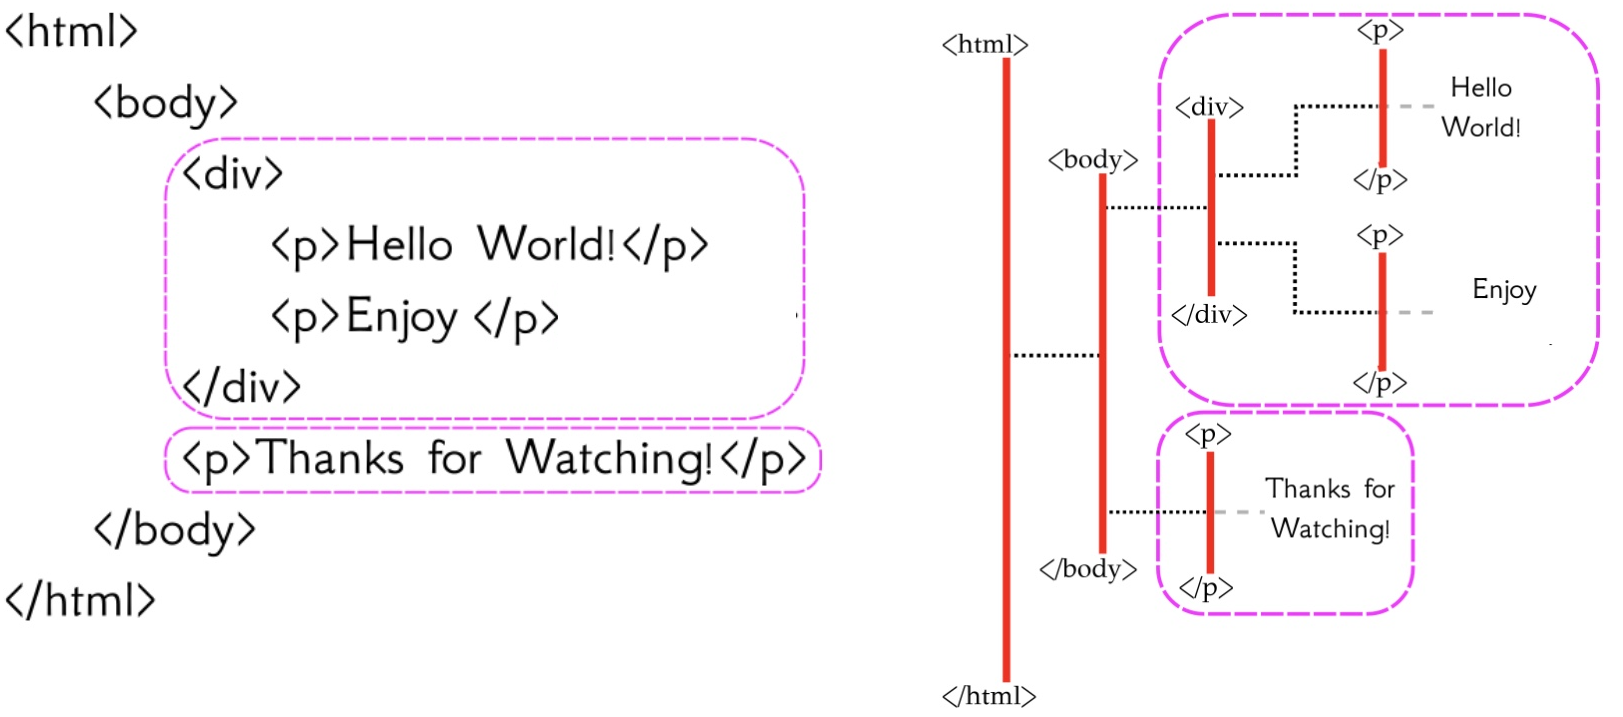 <html>
<body>
<div>
<p>Hello World!</p>
<p>Enjoy </p>
</div>
<p>Thanks for Watching!</p>
</body>
</html>
<html>
<body>
<div>
<p>
Hello
World!
</p>
<p>
Enjoy
</p>
</div>
<p>
Thanks for
Watching!
</p>
</body>
</html>